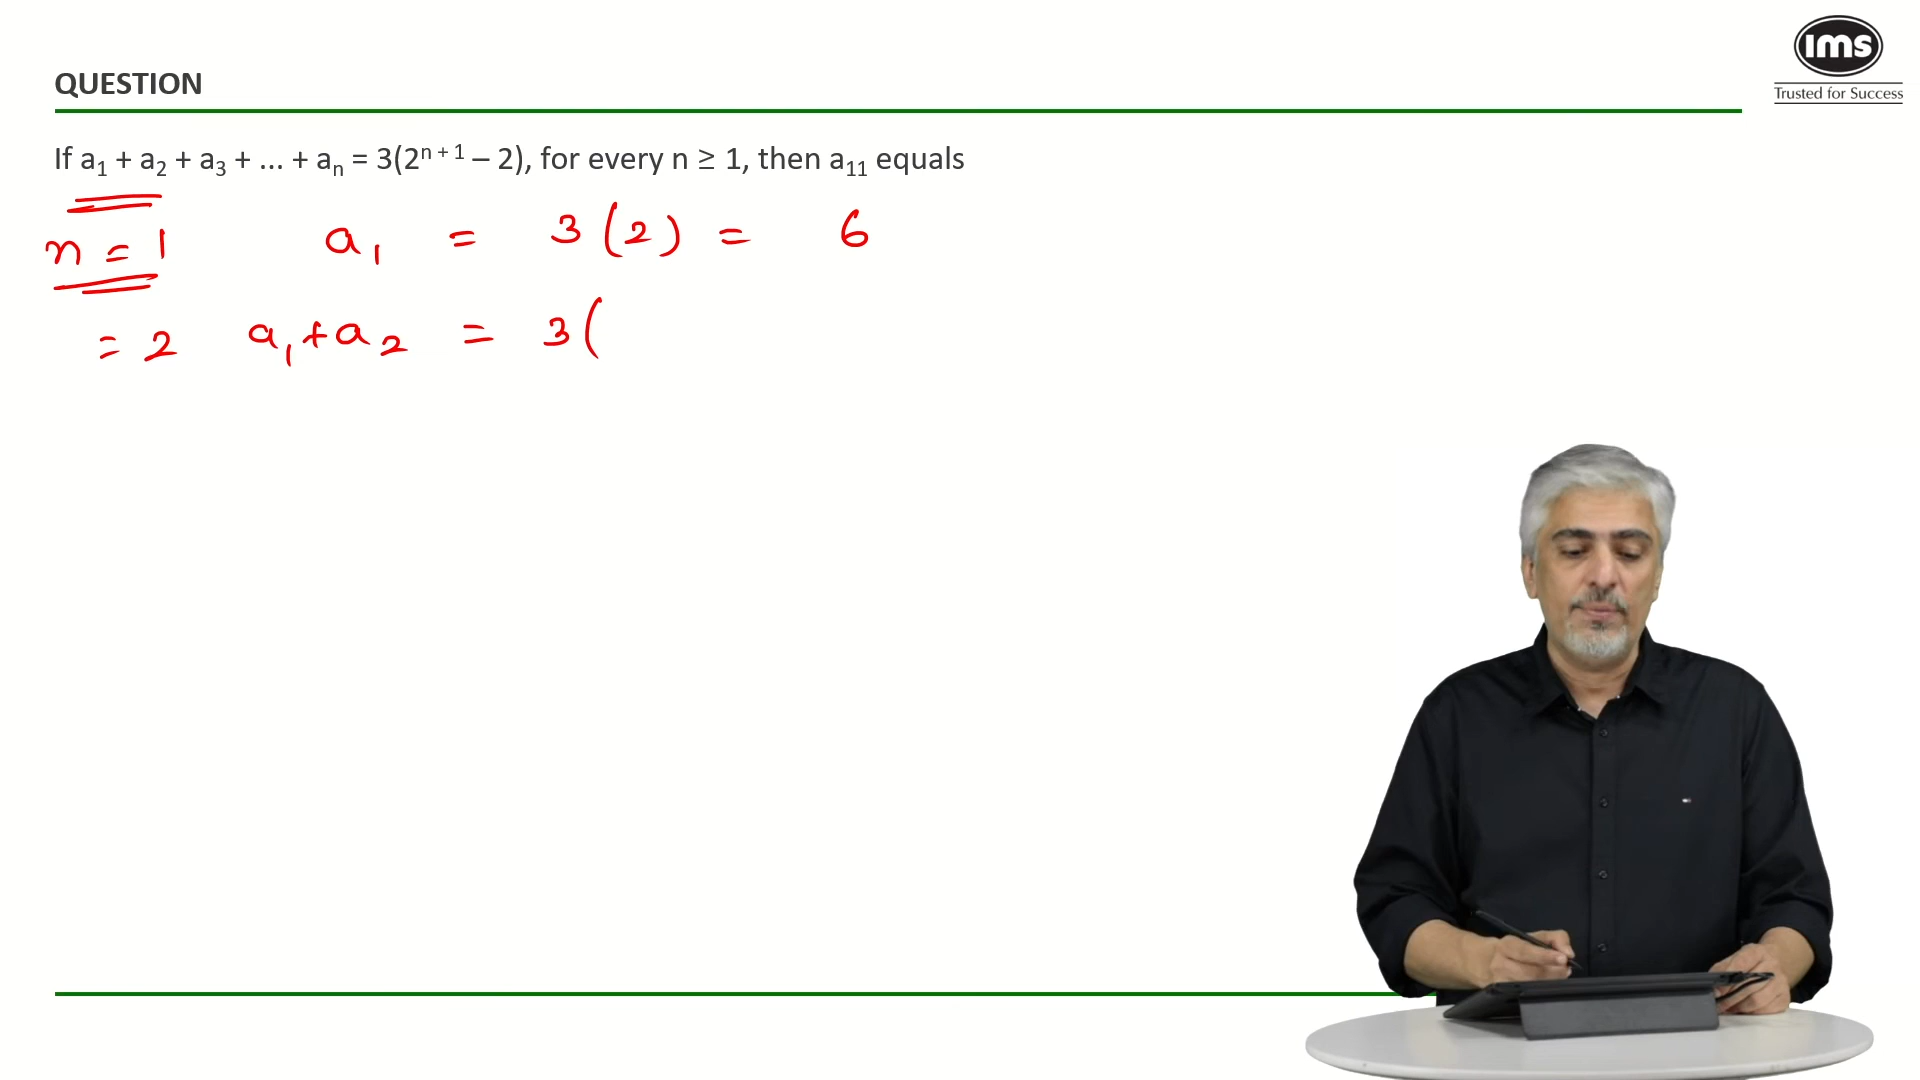 ims
Trusted for Success
QUESTION
If a₁ + a₂ + a₃ + ... + aₙ = 3(2ⁿ⁺¹ – 2), for every n ≥ 1, then a₁₁ equals
n = 1 a₁ = 3(2) = 6
= 2 a₁+a₂ = 3(